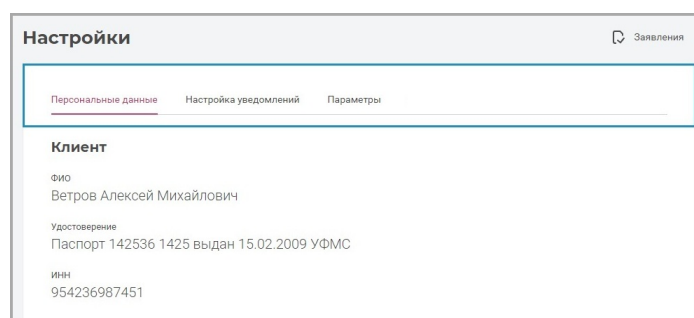 Настройки
Заявления
Персональные данные Настройка уведомлений Параметры
Клиент
ФИО
Ветров Алексей Михайлович
Удостоверение
Паспорт 142536 1425 выдан 15.02.2009 УФМС
ИНН
954236987451